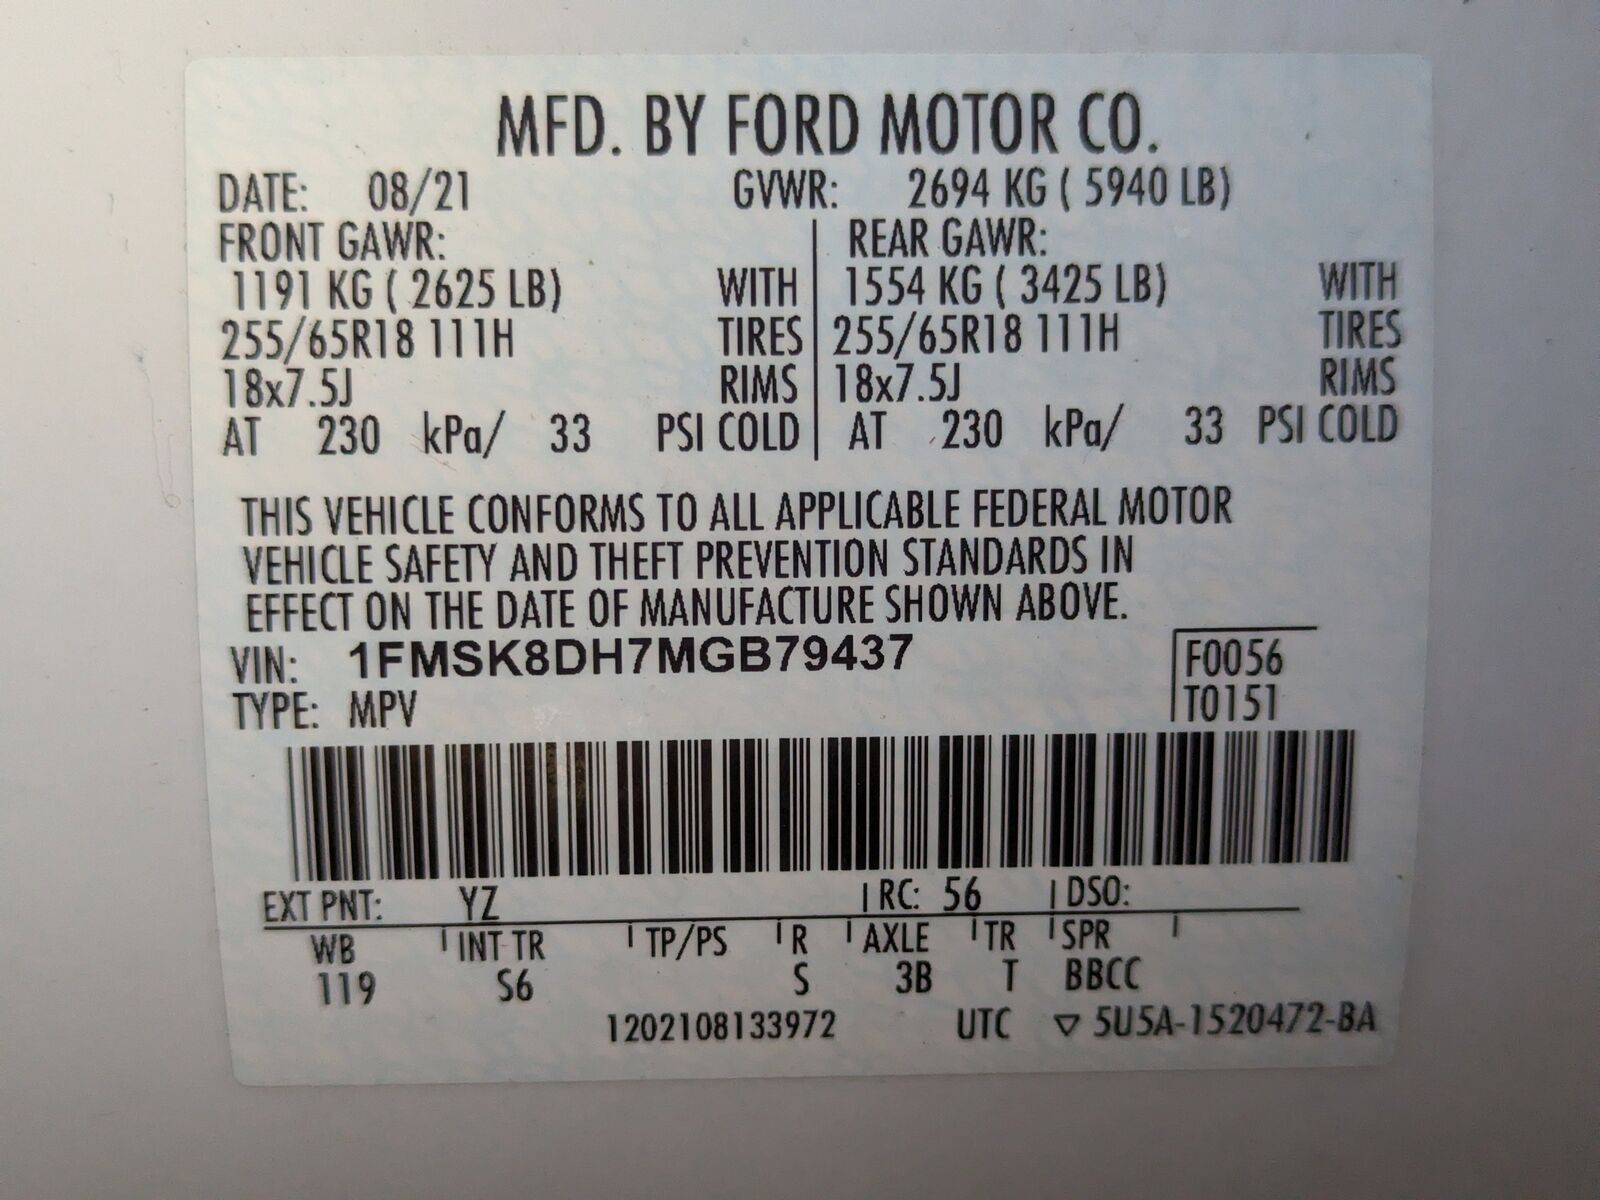 MFD. BY FORD MOTOR CO.
DATE: 08/21 GVWR: 2694 KG ( 5940 LB)
FRONT GAWR: REAR GAWR:
1191 KG ( 2625 LB) WITH 1554 KG ( 3425 LB) WITH
255/65R18 111H TIRES 255/65R18 111H TIRES
18x7.5J RIMS 18x7.5J RIMS
AT 230 kPa/ 33 PSI COLD AT 230 kPa/ 33 PSI COLD
THIS VEHICLE CONFORMS TO ALL APPLICABLE FEDERAL MOTOR
VEHICLE SAFETY AND THEFT PREVENTION STANDARDS IN
EFFECT ON THE DATE OF MANUFACTURE SHOWN ABOVE.
VIN: 1FMSK8DH7MGB79437 F0056
TYPE: MPV T0151
EXT PNT: YZ RC: 56 DSO:
WB INT TR TP/PS R AXLE TR SPR
119 S6 S 3B T BBCC
1202108133972 UTC ▽ 5U5A-1520472-BA